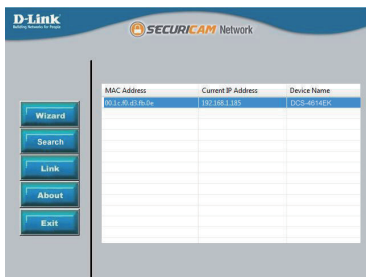 D-Link
Building Networks for People
SECURICAM Network
MAC Address Current IP Address Device Name
00.1c.f0.d3.fb.0e 192.168.1.185 DCS-4614EK
Wizard
Search
Link
About
Exit